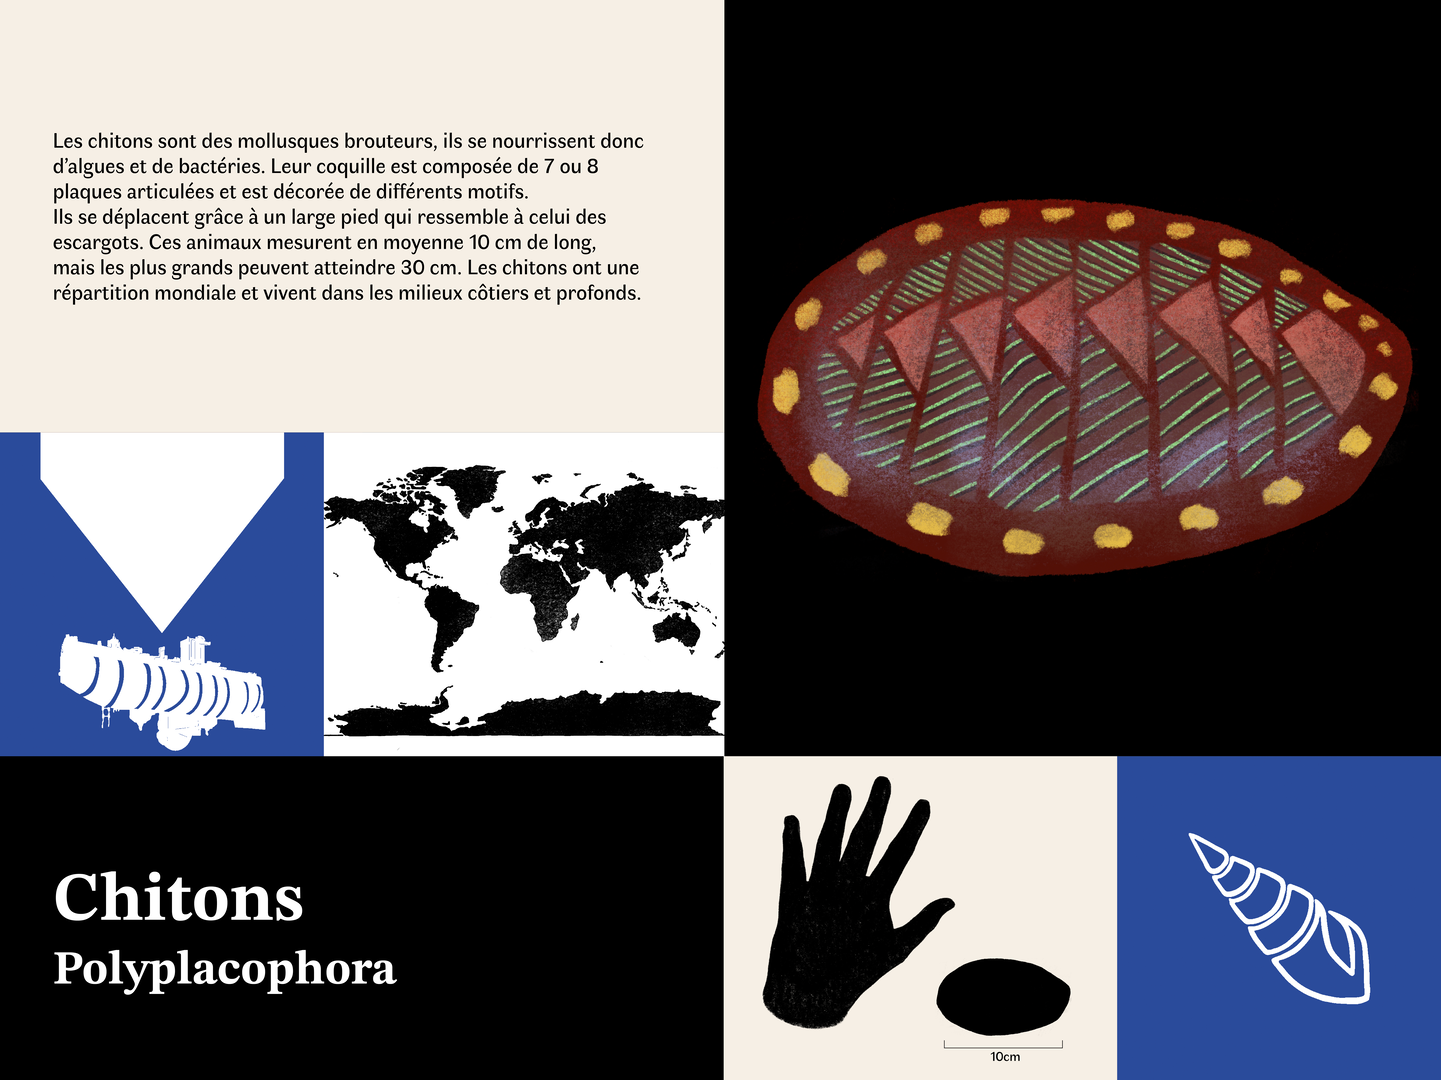 Les chitons sont des mollusques brouteurs, ils se nourrissent donc
d’algues et de bactéries. Leur coquille est composée de 7 ou 8
plaques articulées et est décorée de différents motifs.
Ils se déplacent grâce à un large pied qui ressemble à celui des
escargots. Ces animaux mesurent en moyenne 10 cm de long,
mais les plus grands peuvent atteindre 30 cm. Les chitons ont une
répartition mondiale et vivent dans les milieux côtiers et profonds.
Chitons
Polyplacophora
10cm